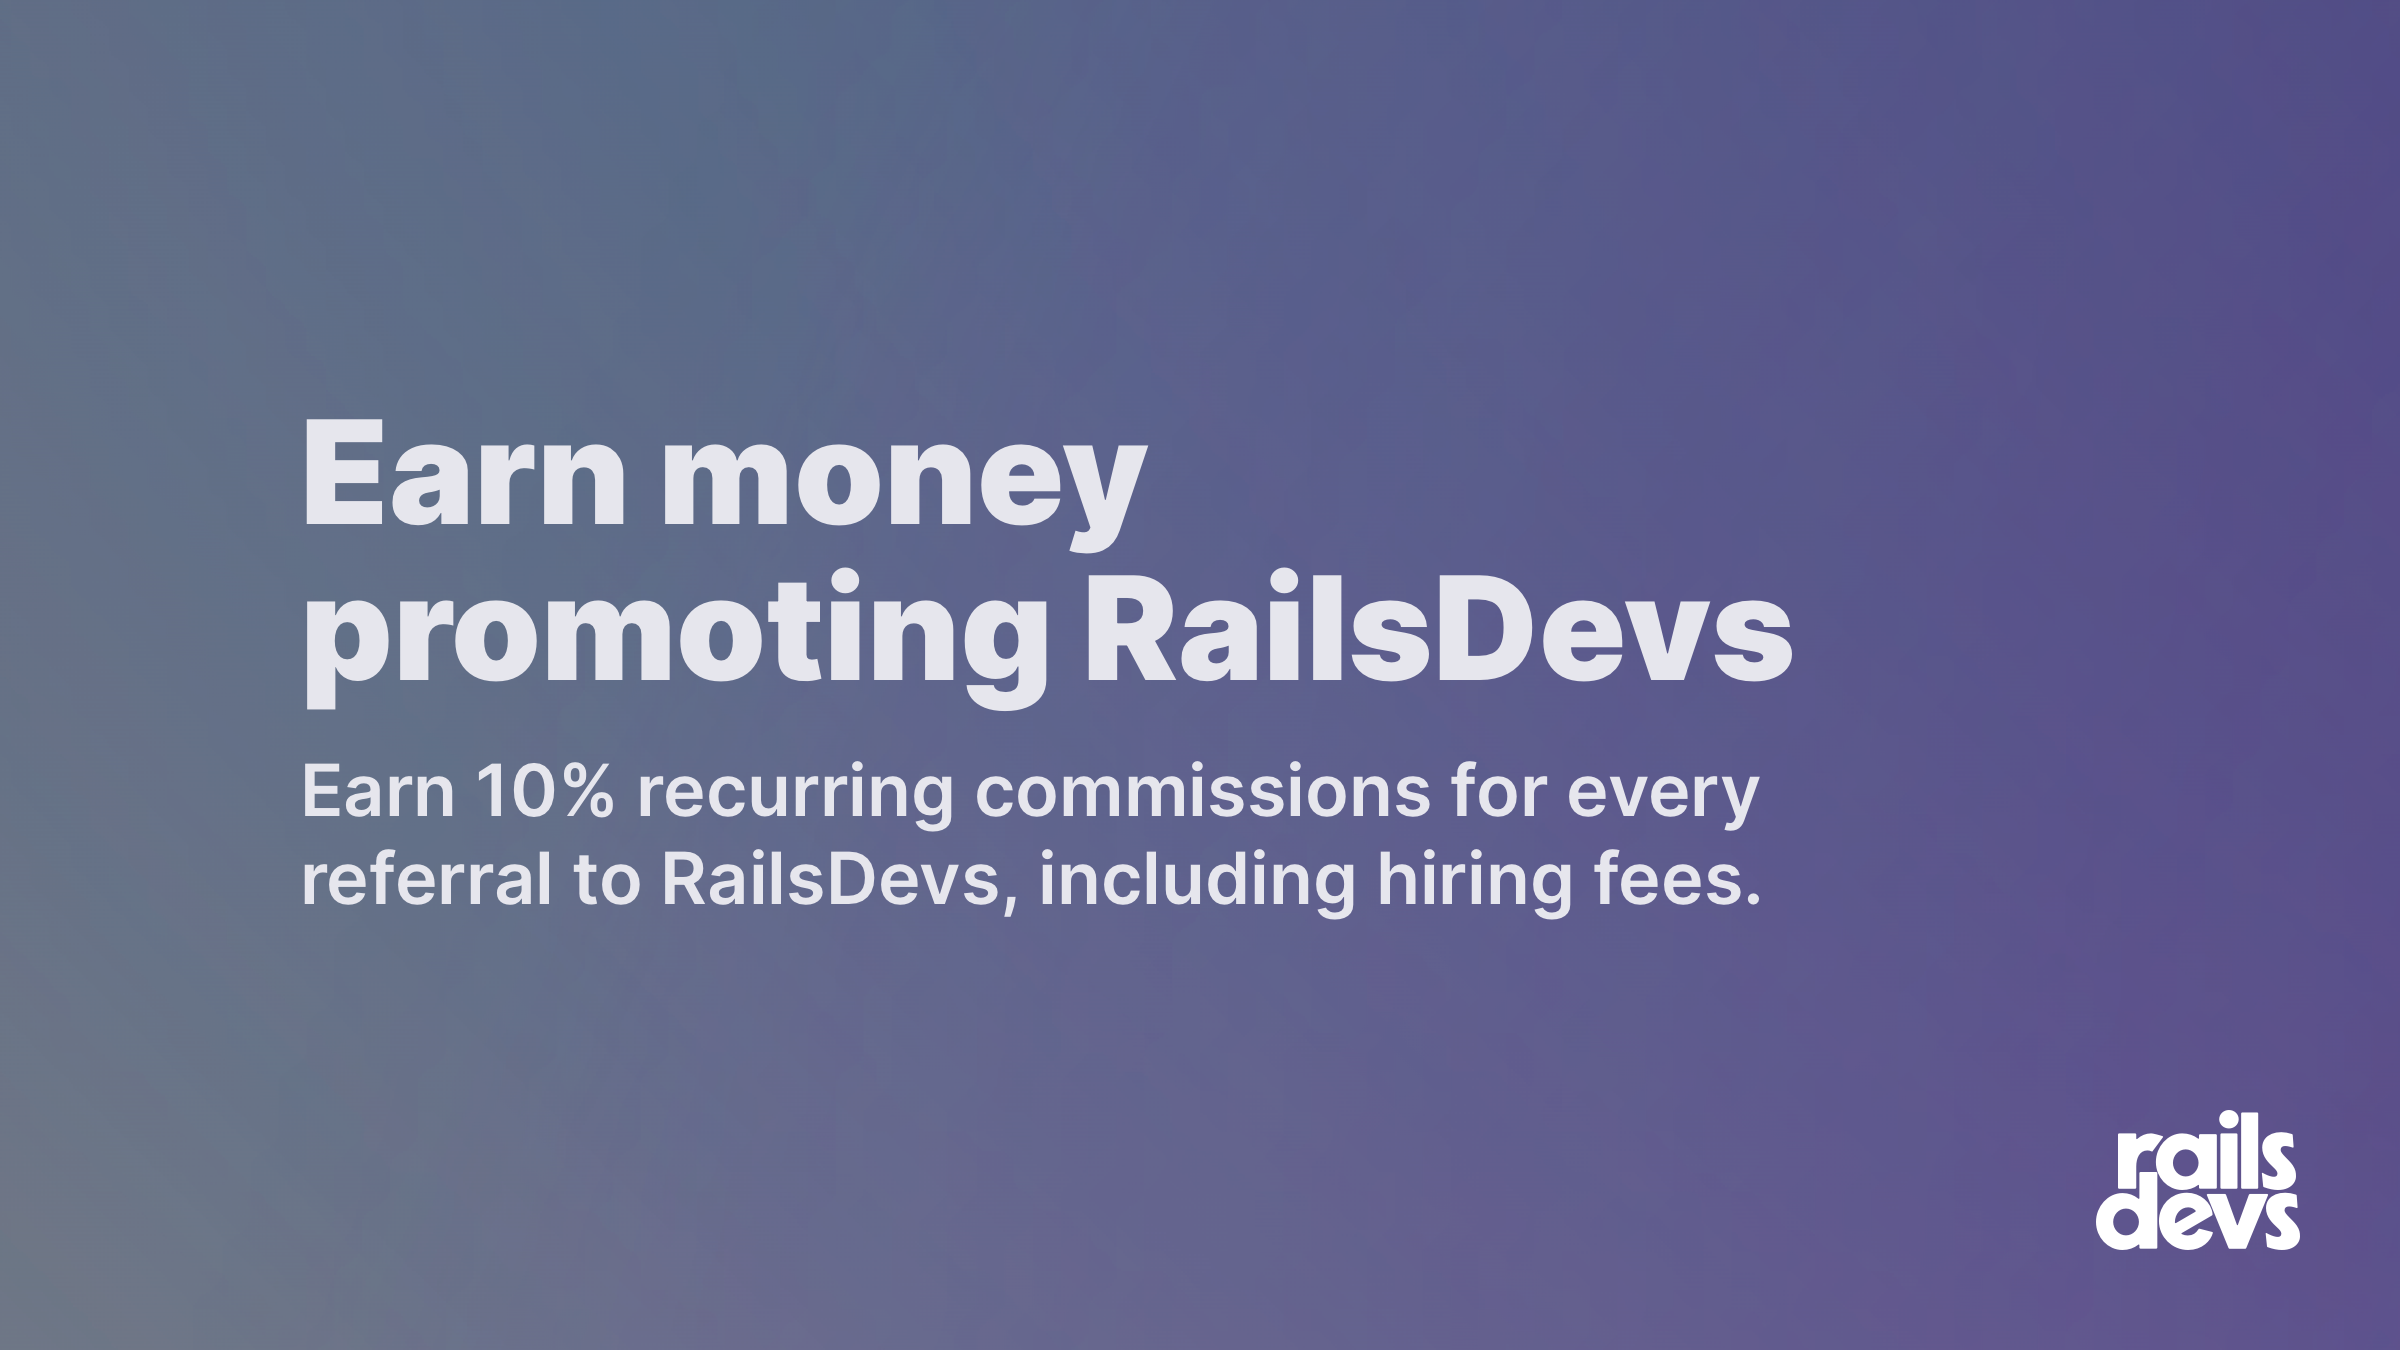 Earn money
promoting RailsDevs
Earn 10% recurring commissions for every
referral to RailsDevs, including hiring fees.
rails
devs